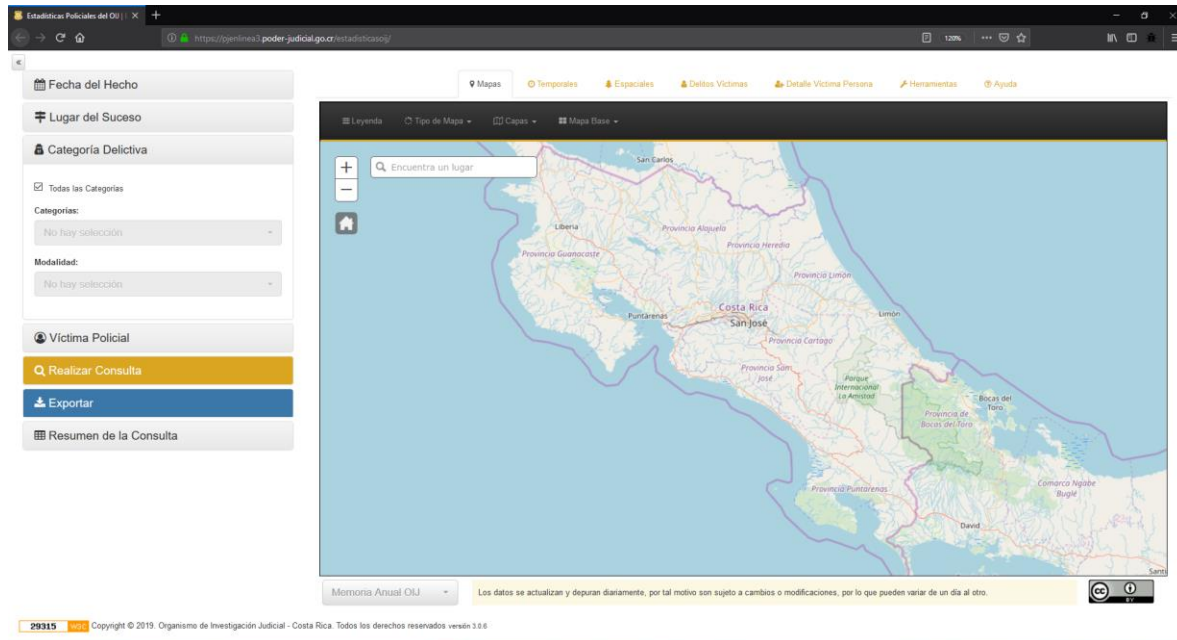 Estadísticas Policiales del OIJ |
https://pjenlinea3.poder-judicial.go.cr/estadisticasoij/
120%
Fecha del Hecho
Lugar del Suceso
Categoría Delictiva
Todas las Categorias
Categorías:
No hay selección
Modalidad:
No hay selección
Víctima Policial
Realizar Consulta
Exportar
Resumen de la Consulta
Mapas
Temporales
Espaciales
Delitos Victimas
Detalle Víctima Persona
Herramientas
Ayuda
Leyenda
Tipo de Mapa
Capas
Mapa Base
Encuentra un lugar
San Carlos
Liberia
Provincia Alajuela
Provincia Guanacaste
Provincia Heredia
Provincia Limón
Costa Rica
Puntarenas
San José
Limón
Provincia Cartago
Provincia San
José
Parque
Internacional
La Amistad
Bocas del
Toro
Provincia de
Bocas del Toro
Comarca Ngäbe
Buglé
Provincia Puntarenas
David
Santi
Memoria Anual OIJ
Los datos se actualizan y depuran diariamente, por tal motivo son sujeto a cambios o modificaciones, por lo que pueden variar de un día al otro.
cc
BY
29315
Copyright © 2019. Organismo de Investigación Judicial - Costa Rica. Todos los derechos reservados versión 3.0.6